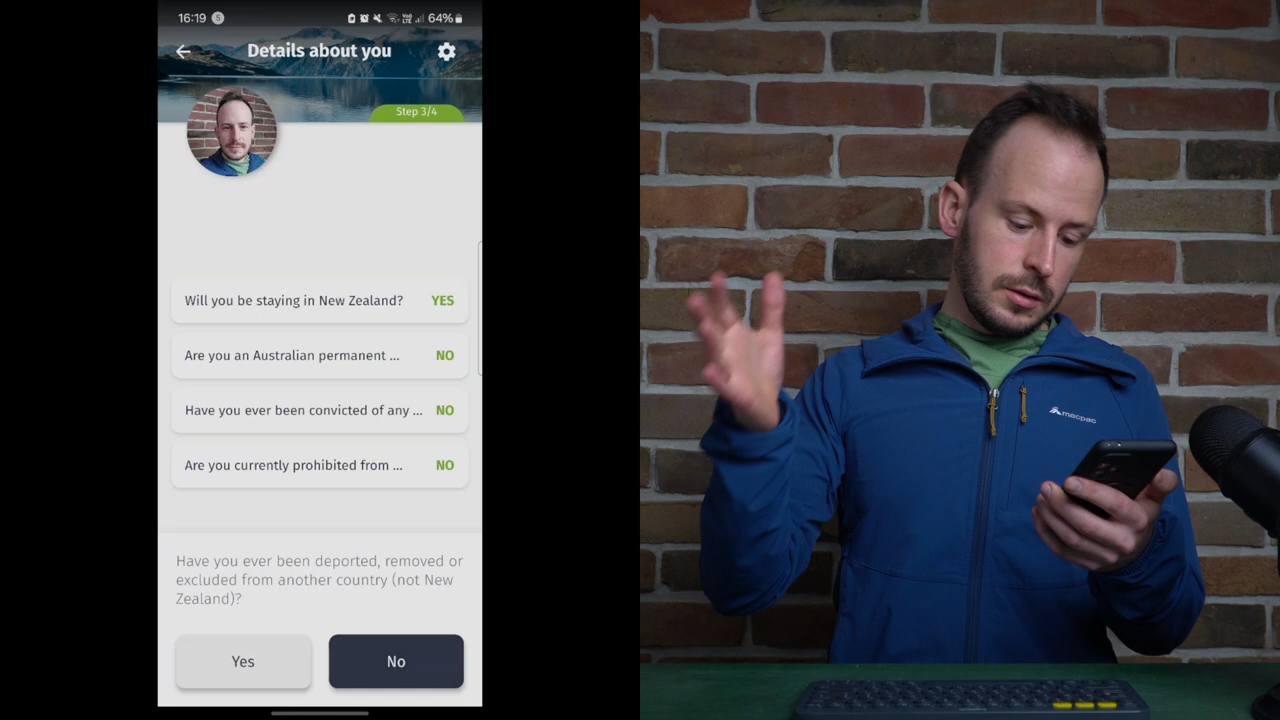 16:19 5 64%
Details about you
Step 3/4
Will you be staying in New Zealand? YES
Are you an Australian permanent ... NO
Have you ever been convicted of any ... NO
Are you currently prohibited from ... NO
Have you ever been deported, removed or
excluded from another country (not New
Zealand)?
Yes No
macpac